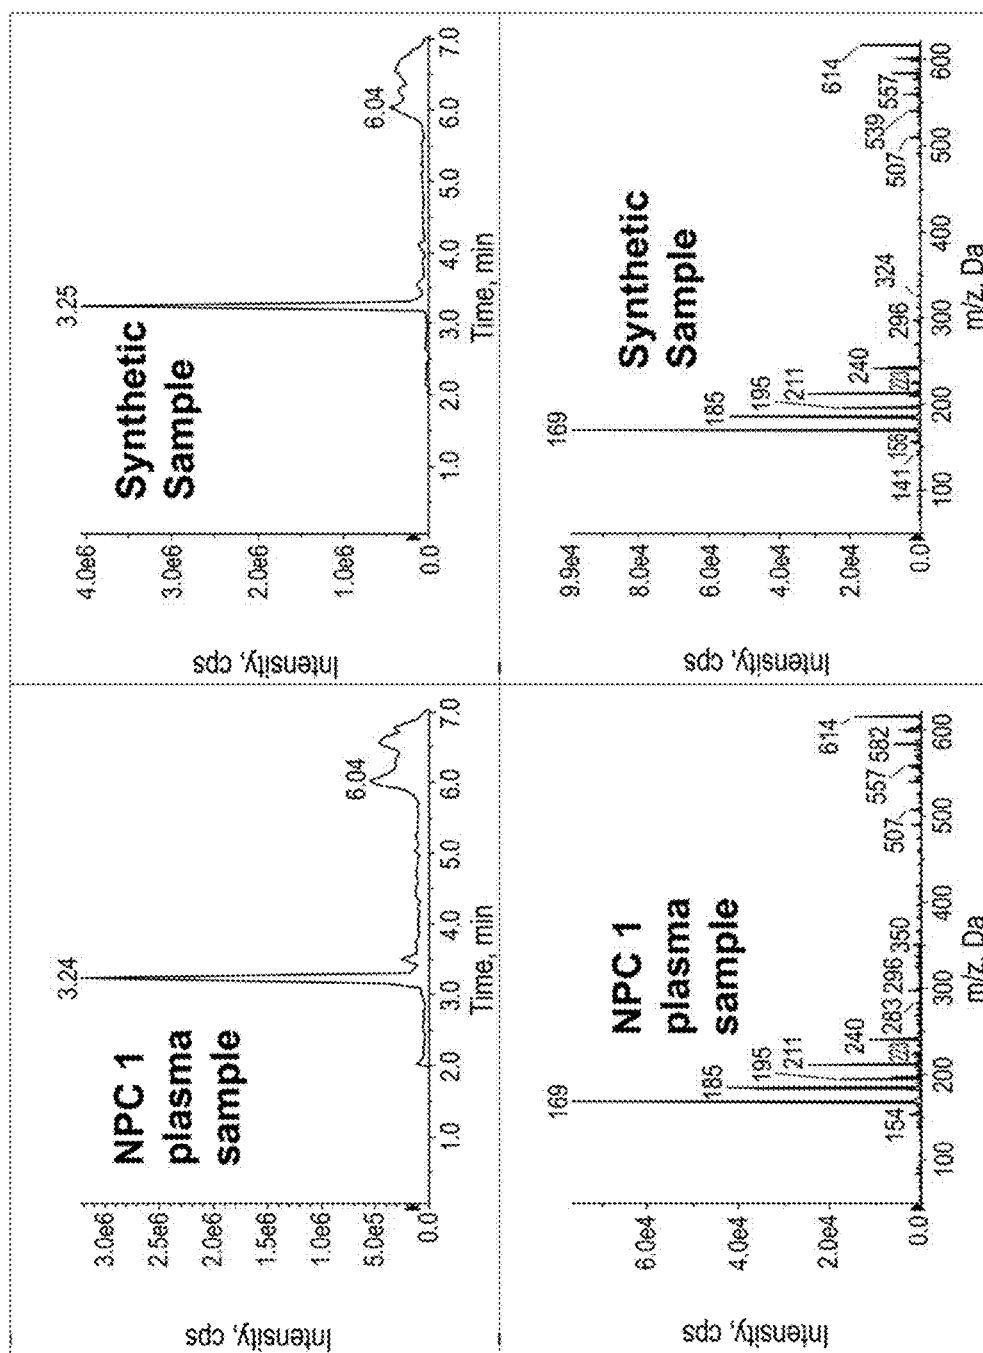 NPC 1
plasma
sample
3.24
6.04
3.0e6
2.5e6
2.0e6
1.5e6
1.0e6
5.0e5
0.0
Intensity, cps
1.0 2.0 3.0 4.0 5.0 6.0 7.0
Time, min
Synthetic
Sample
3.25
6.04
4.0e6
3.0e6
2.0e6
1.0e6
0.0
Intensity, cps
1.0 2.0 3.0 4.0 5.0 6.0 7.0
Time, min
NPC 1
plasma
sample
169
185
195
211
240
154
283 296 350
507
557 582
614
6.0e4
4.0e4
2.0e4
0.0
Intensity, cps
100 200 300 400 500 600
m/z, Da
Synthetic
Sample
169
185
195
211
240
141
296 324
507
539
557
614
9.9e4
8.0e4
6.0e4
4.0e4
2.0e4
0.0
Intensity, cps
100 200 300 400 500 600
m/z, Da